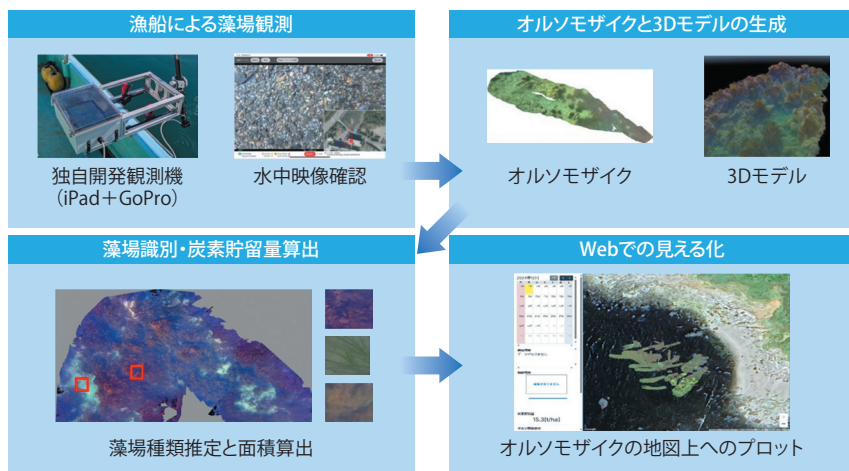 漁船による藻場観測
独自開発観測機
(iPad+GoPro)
水中映像確認
オルソモザイクと3Dモデルの生成
オルソモザイク
3Dモデル
藻場識別・炭素貯留量算出
藻場種類推定と面積算出
Webでの見える化
15.3[t/ha]
オルソモザイクの地図上へのプロット